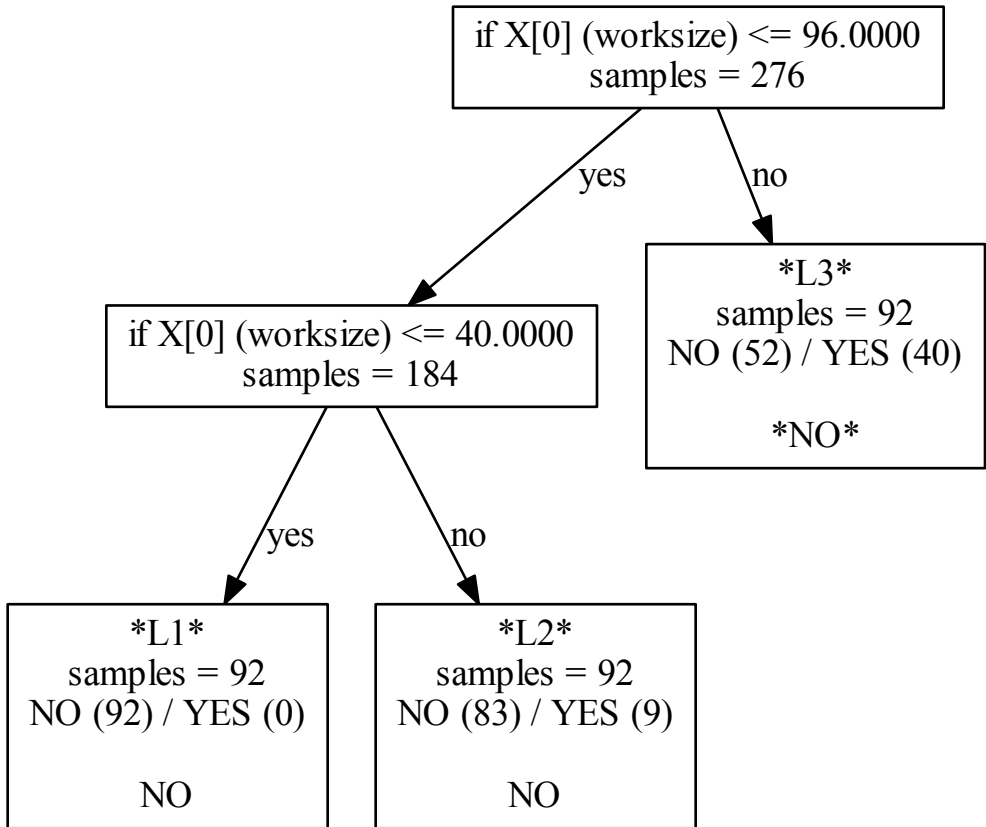 if X[0] (worksize) <= 96.0000
samples = 276
yes
no
*L3*
samples = 92
NO (52) / YES (40)
*NO*
if X[0] (worksize) <= 40.0000
samples = 184
yes
no
*L1*
samples = 92
NO (92) / YES (0)
NO
*L2*
samples = 92
NO (83) / YES (9)
NO